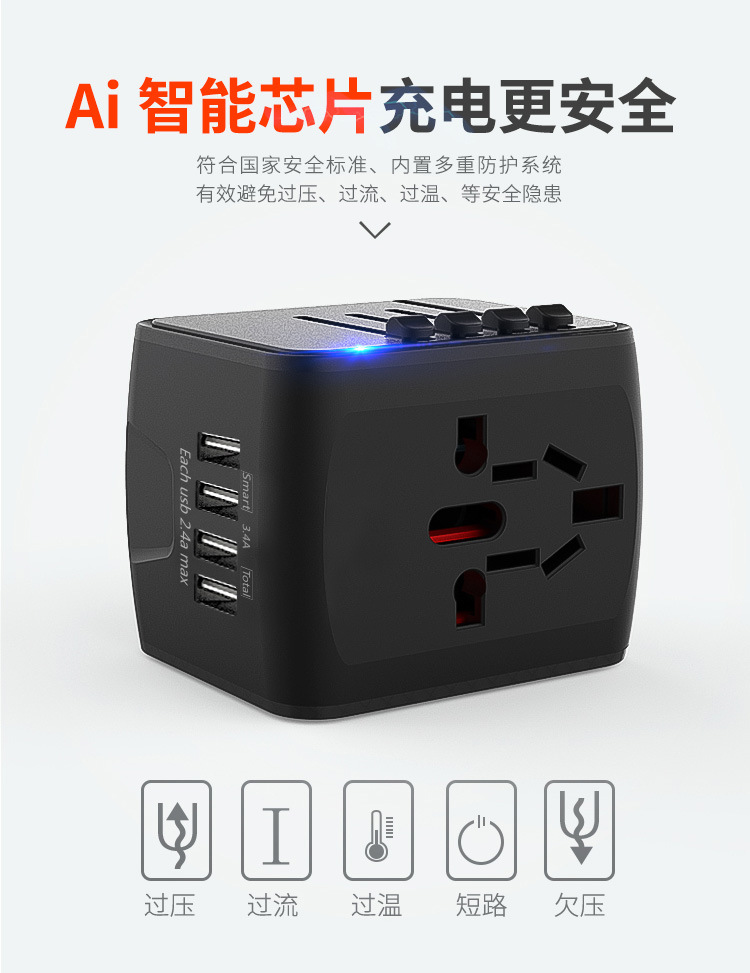 Ai 智能芯片充电更安全
符合国家安全标准、内置多重防护系统
有效避免过压、过流、过温、等安全隐患
Smart 3.4A Total
Each usb 2.4a max
过压 过流 过温 短路 欠压